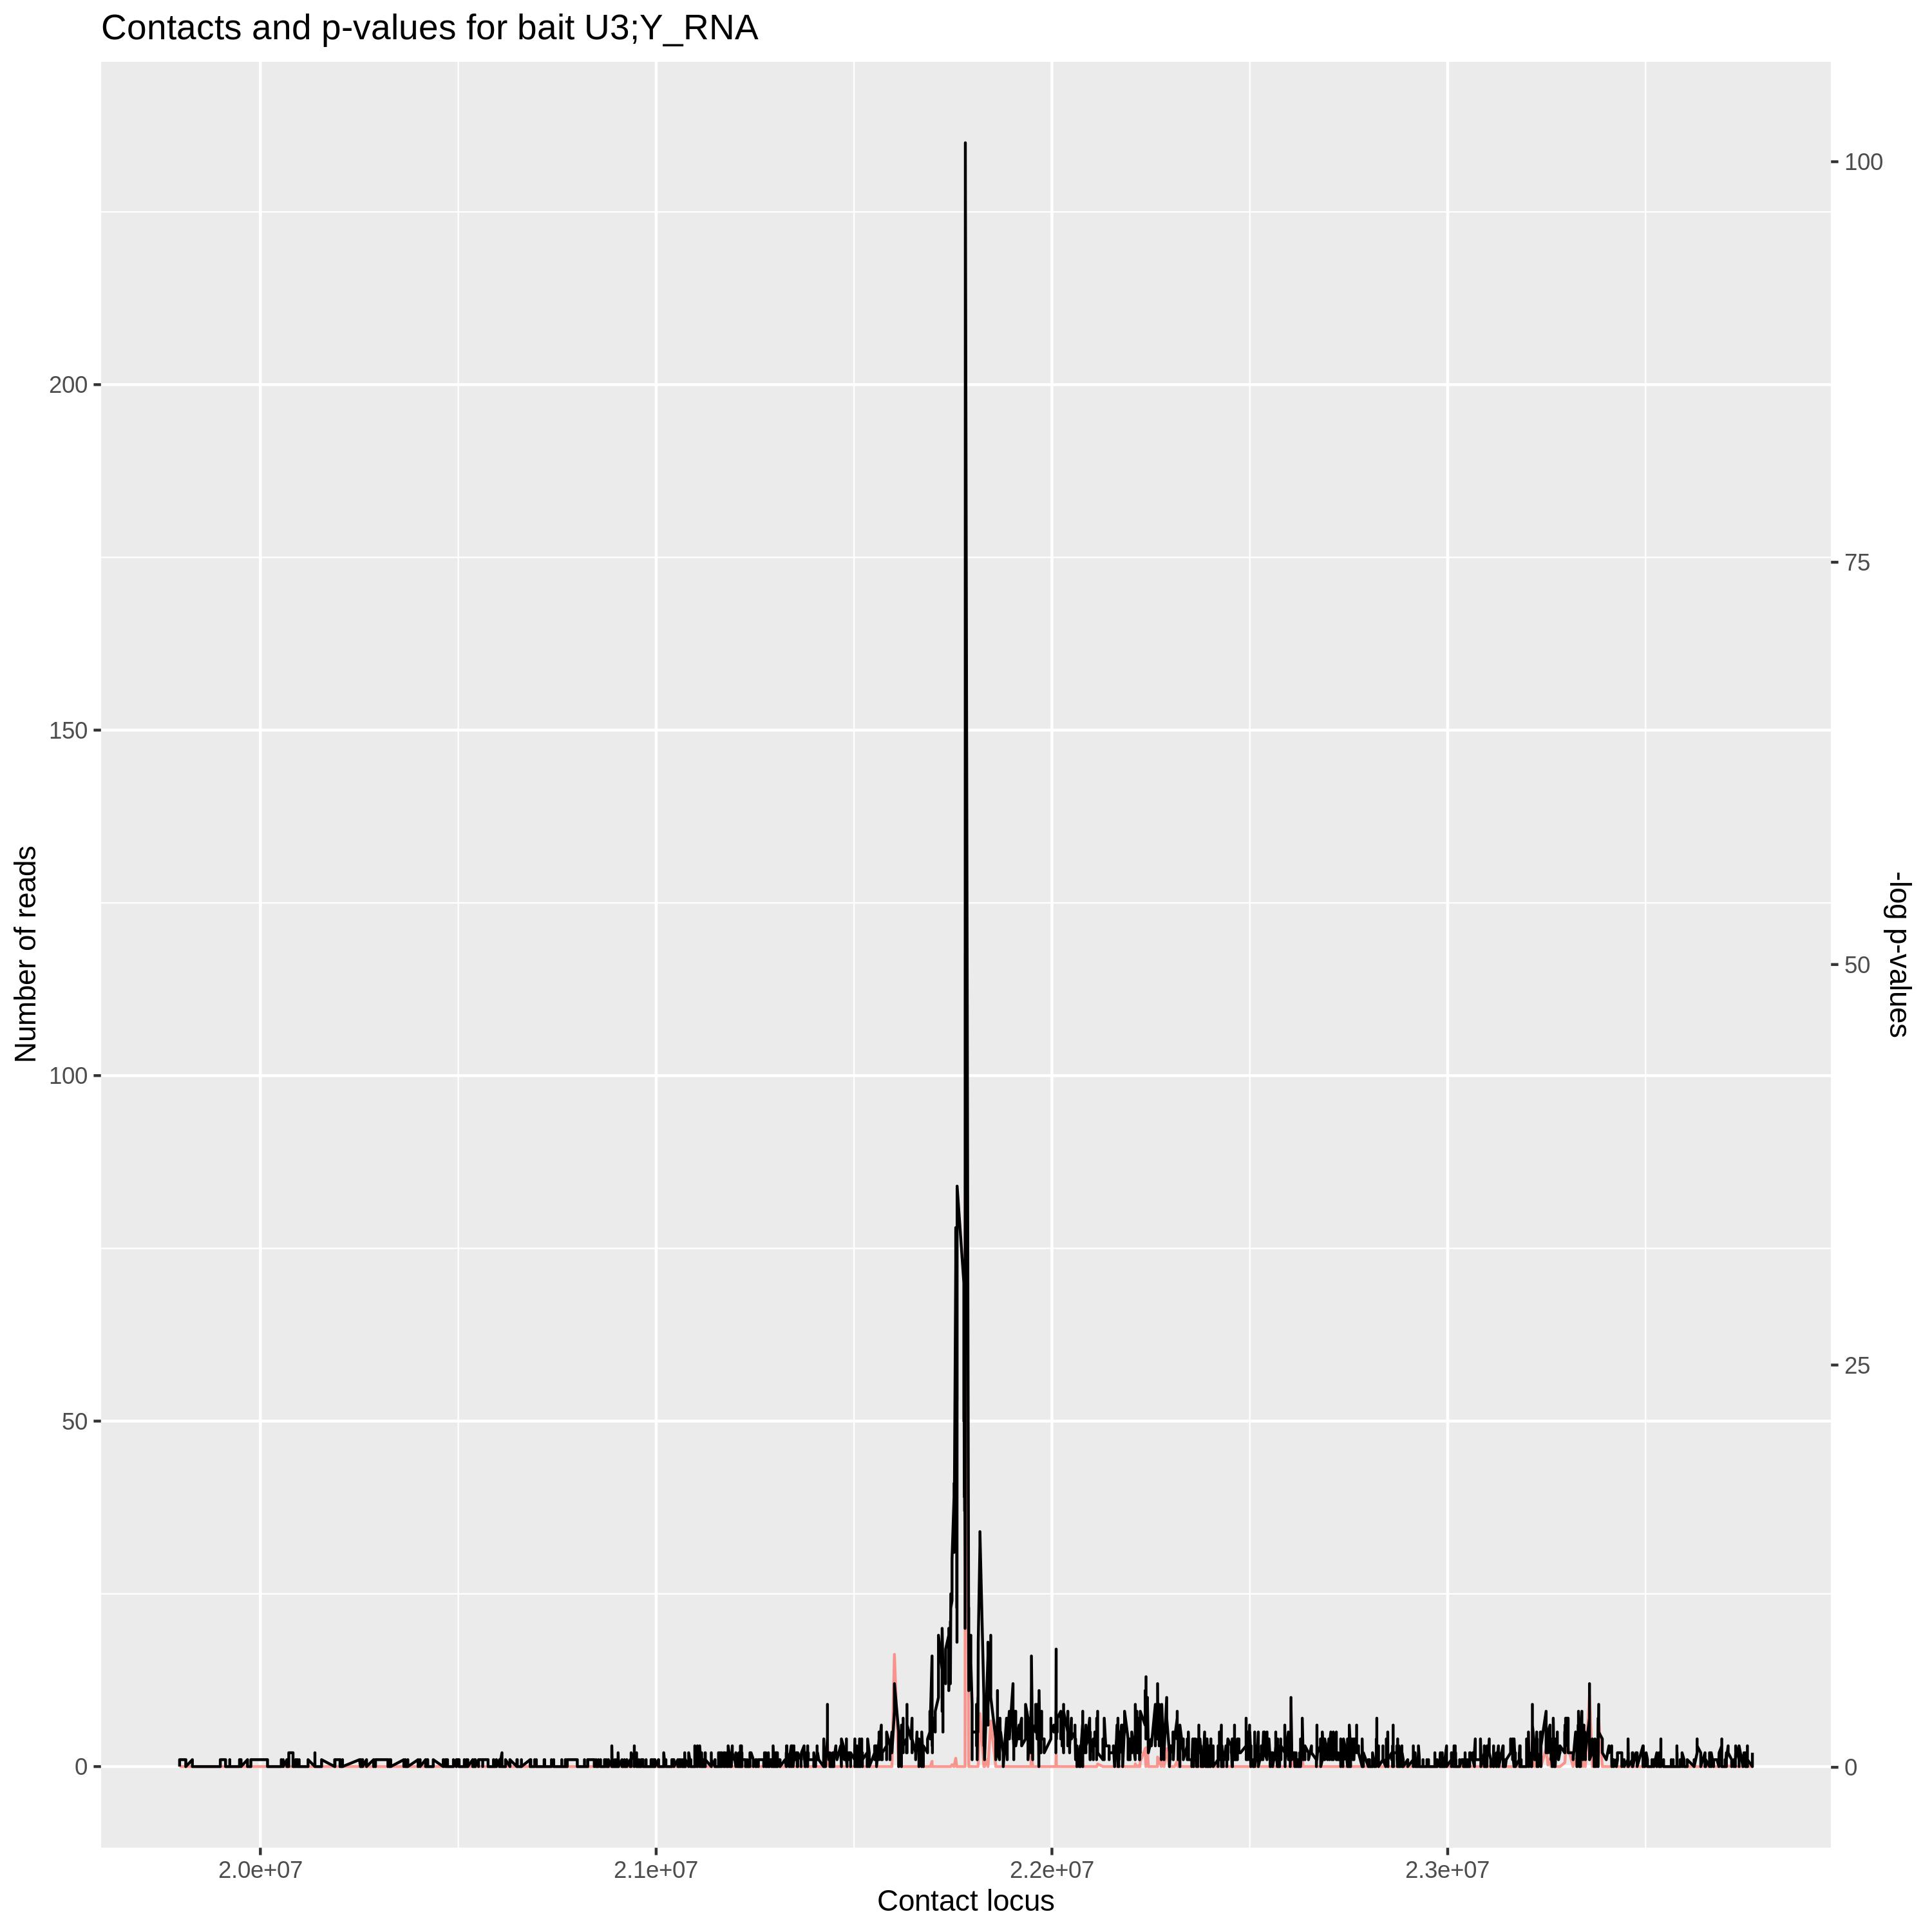 Contacts and p-values for bait U3;Y_RNA
100
200
75
150
Number of reads
-log p-values
50
100
25
50
0
0
2.0e+07
2.1e+07
2.2e+07
2.3e+07
Contact locus